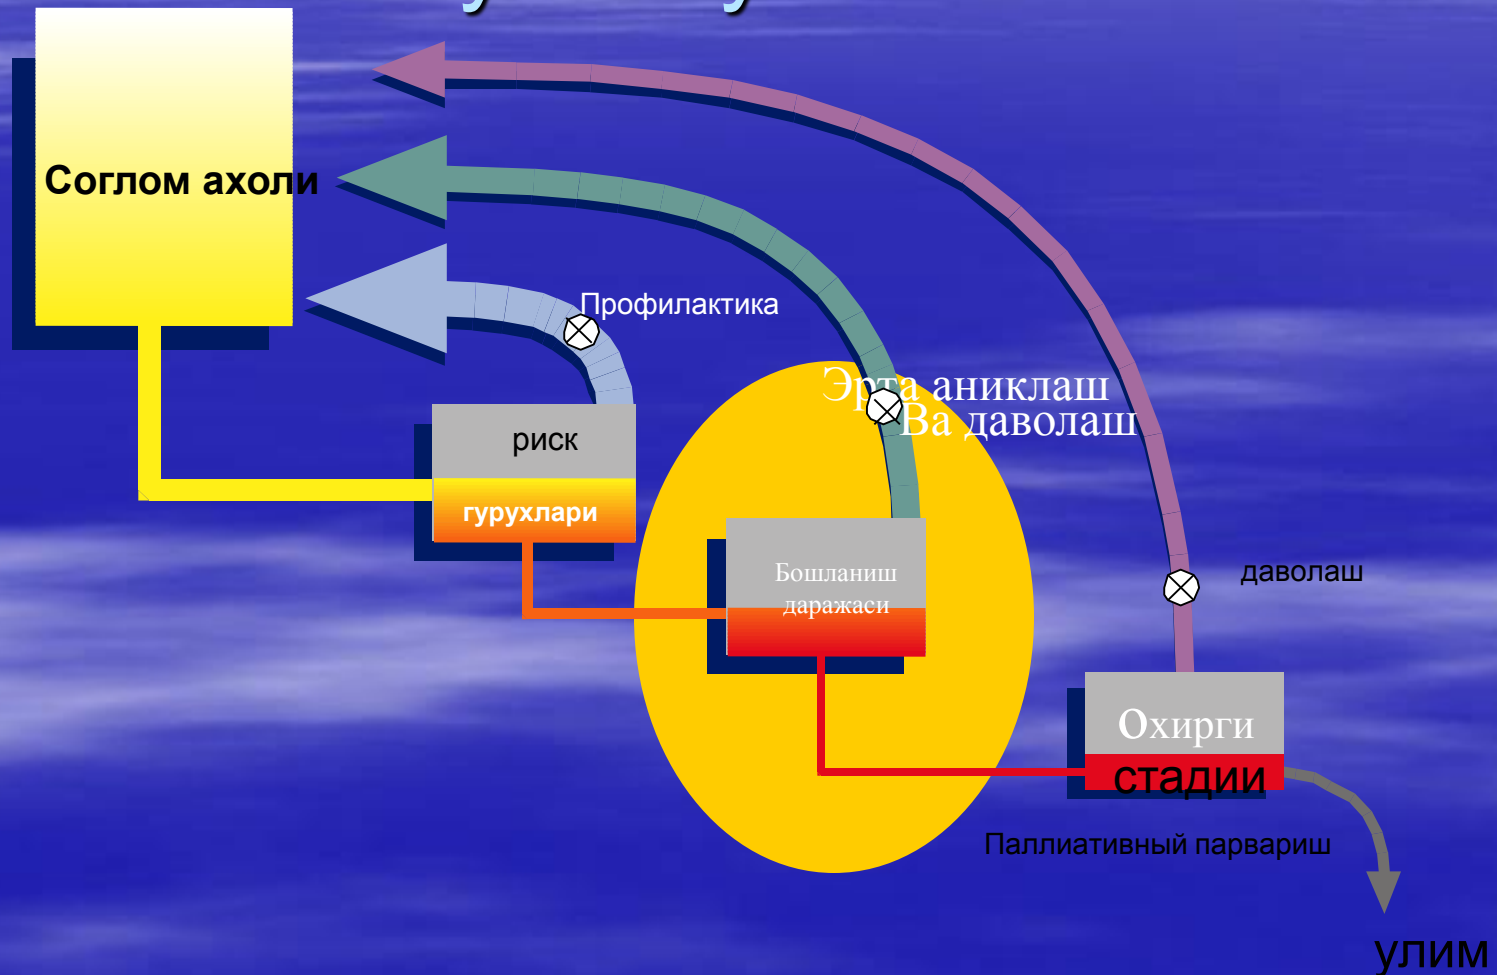 Соглом ахоли
Профилактика
Эрта аниклаш
Ва даволаш
риск
гурухлари
Бошланиш
даражаси
даволаш
Охирги
стадии
Паллиативный парвариш
улим